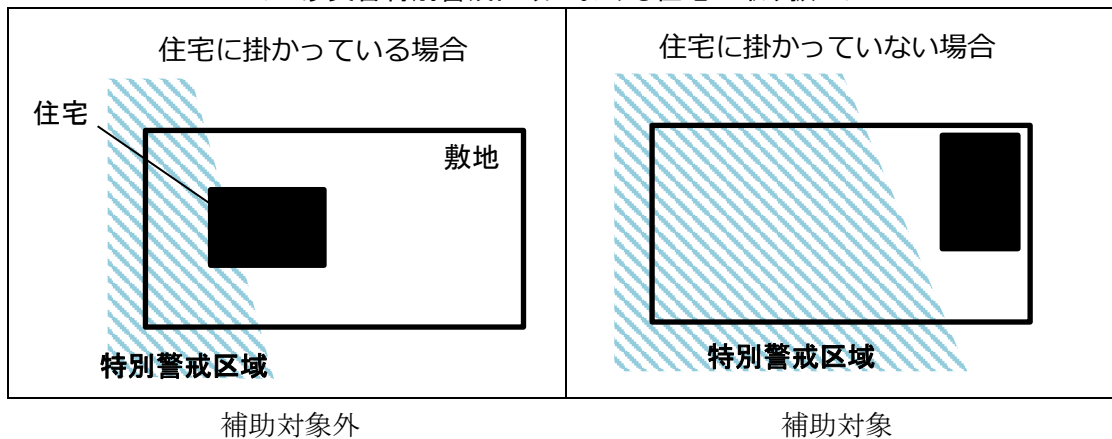 住宅に掛かっている場合
住宅
敷地
特別警戒区域
補助対象外
住宅に掛かっていない場合
特別警戒区域
補助対象